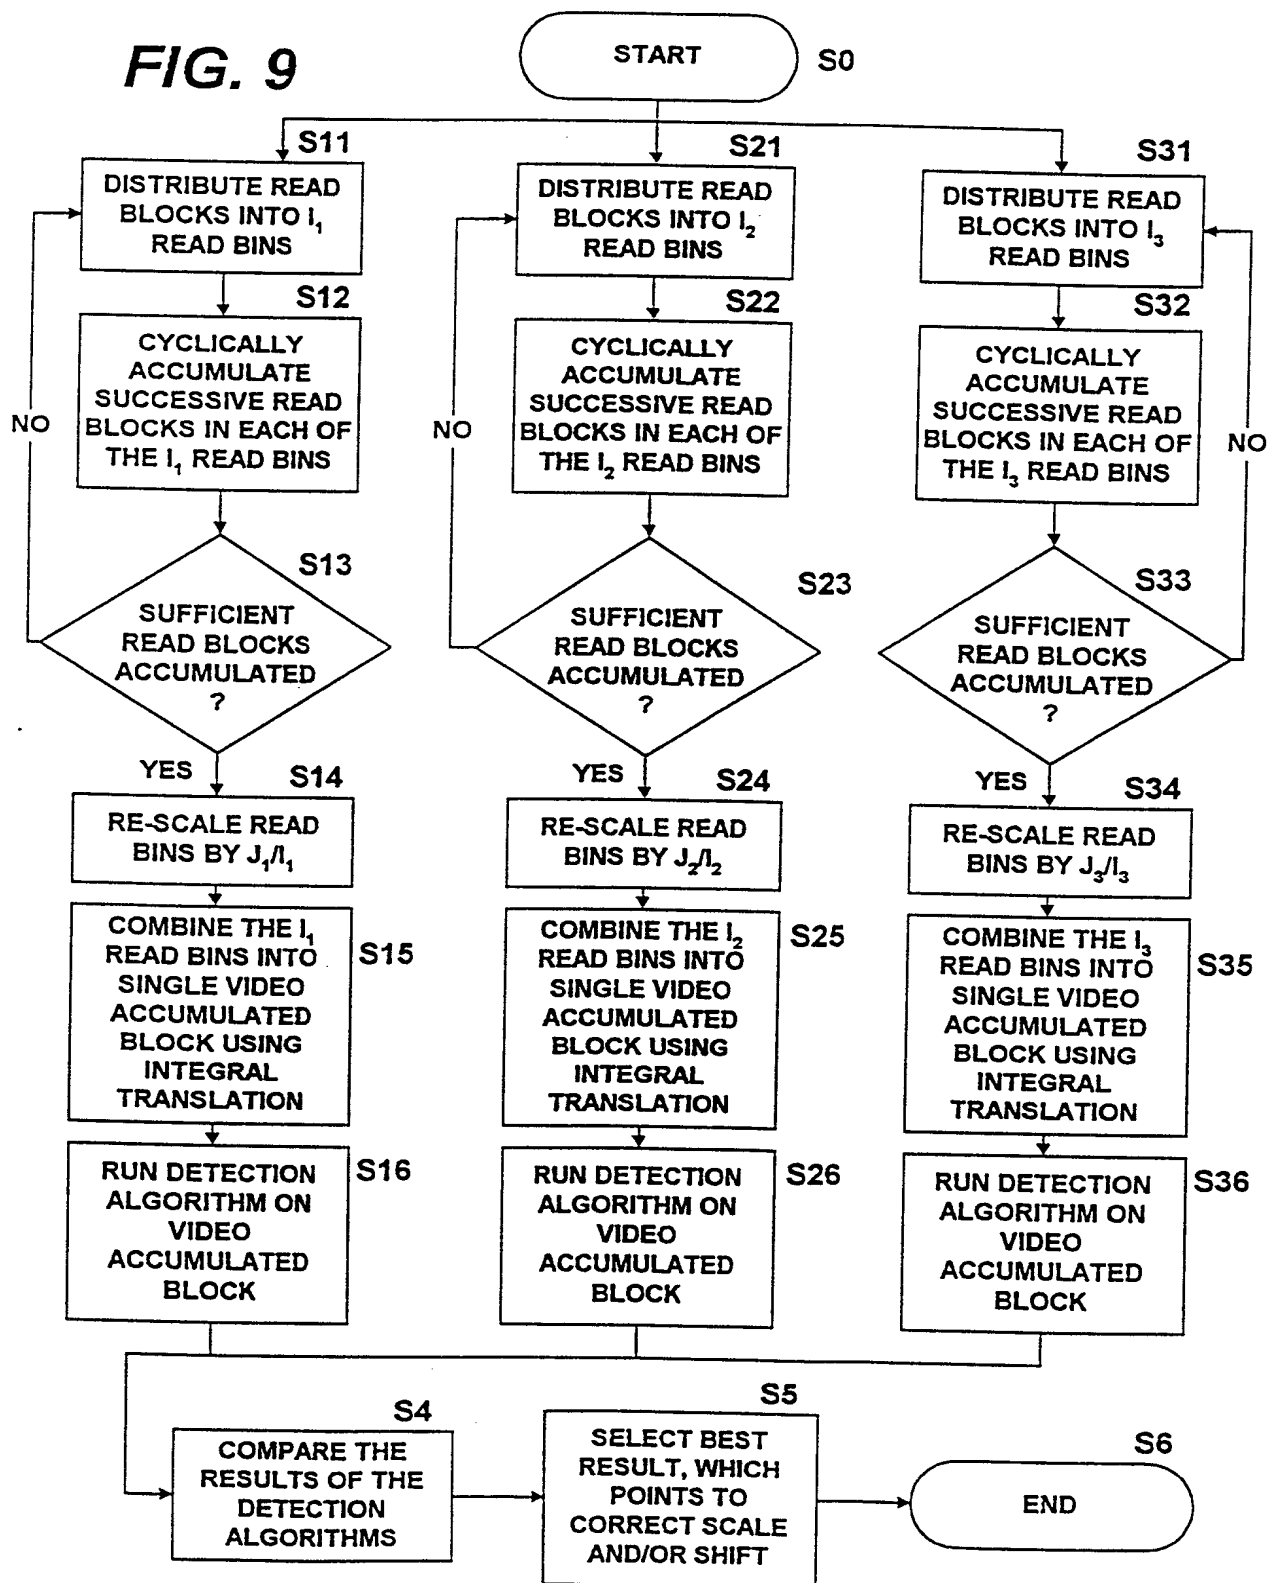 FIG. 9
START
S0
S11
DISTRIBUTE READ
BLOCKS INTO I1
READ BINS
S12
CYCLICALLY
ACCUMULATE
SUCCESSIVE READ
BLOCKS IN EACH OF
THE I1 READ BINS
NO
S13
SUFFICIENT
READ BLOCKS
ACCUMULATED
?
YES
S14
RE-SCALE READ
BINS BY J1/I1
S15
COMBINE THE I1
READ BINS INTO
SINGLE VIDEO
ACCUMULATED
BLOCK USING
INTEGRAL
TRANSLATION
S16
RUN DETECTION
ALGORITHM ON
VIDEO
ACCUMULATED
BLOCK
S21
DISTRIBUTE READ
BLOCKS INTO I2
READ BINS
S22
CYCLICALLY
ACCUMULATE
SUCCESSIVE READ
BLOCKS IN EACH OF
THE I2 READ BINS
NO
S23
SUFFICIENT
READ BLOCKS
ACCUMULATED
?
YES
S24
RE-SCALE READ
BINS BY J2/I2
S25
COMBINE THE I2
READ BINS INTO
SINGLE VIDEO
ACCUMULATED
BLOCK USING
INTEGRAL
TRANSLATION
S26
RUN DETECTION
ALGORITHM ON
VIDEO
ACCUMULATED
BLOCK
S31
DISTRIBUTE READ
BLOCKS INTO I3
READ BINS
S32
CYCLICALLY
ACCUMULATE
SUCCESSIVE READ
BLOCKS IN EACH OF
THE I3 READ BINS
NO
S33
SUFFICIENT
READ BLOCKS
ACCUMULATED
?
YES
S34
RE-SCALE READ
BINS BY J3/I3
S35
COMBINE THE I3
READ BINS INTO
SINGLE VIDEO
ACCUMULATED
BLOCK USING
INTEGRAL
TRANSLATION
S36
RUN DETECTION
ALGORITHM ON
VIDEO
ACCUMULATED
BLOCK
S4
COMPARE THE
RESULTS OF THE
DETECTION
ALGORITHMS
S5
SELECT BEST
RESULT, WHICH
POINTS TO
CORRECT SCALE
AND/OR SHIFT
S6
END